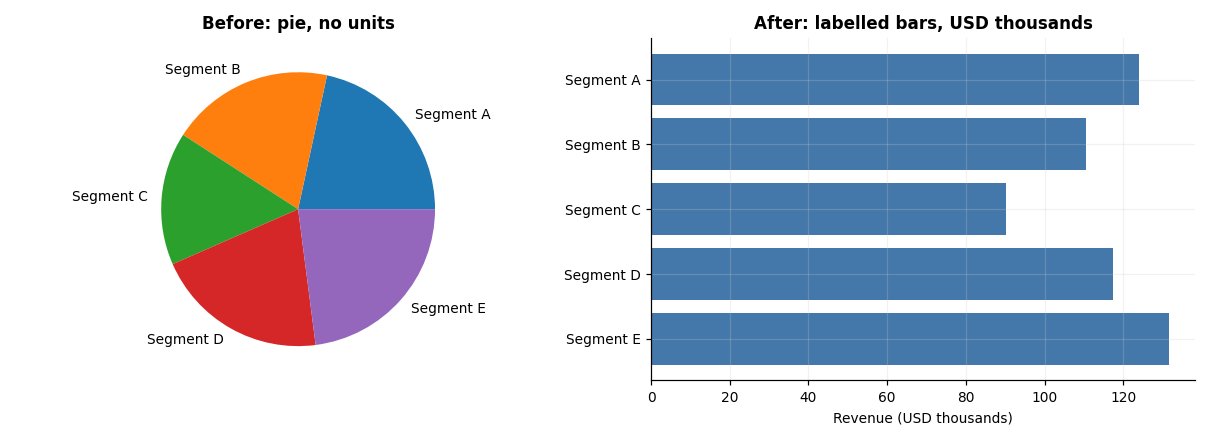 Before: pie, no units
Segment A
Segment B
Segment C
Segment D
Segment E
After: labelled bars, USD thousands
Segment A
Segment B
Segment C
Segment D
Segment E
0 20 40 60 80 100 120
Revenue (USD thousands)